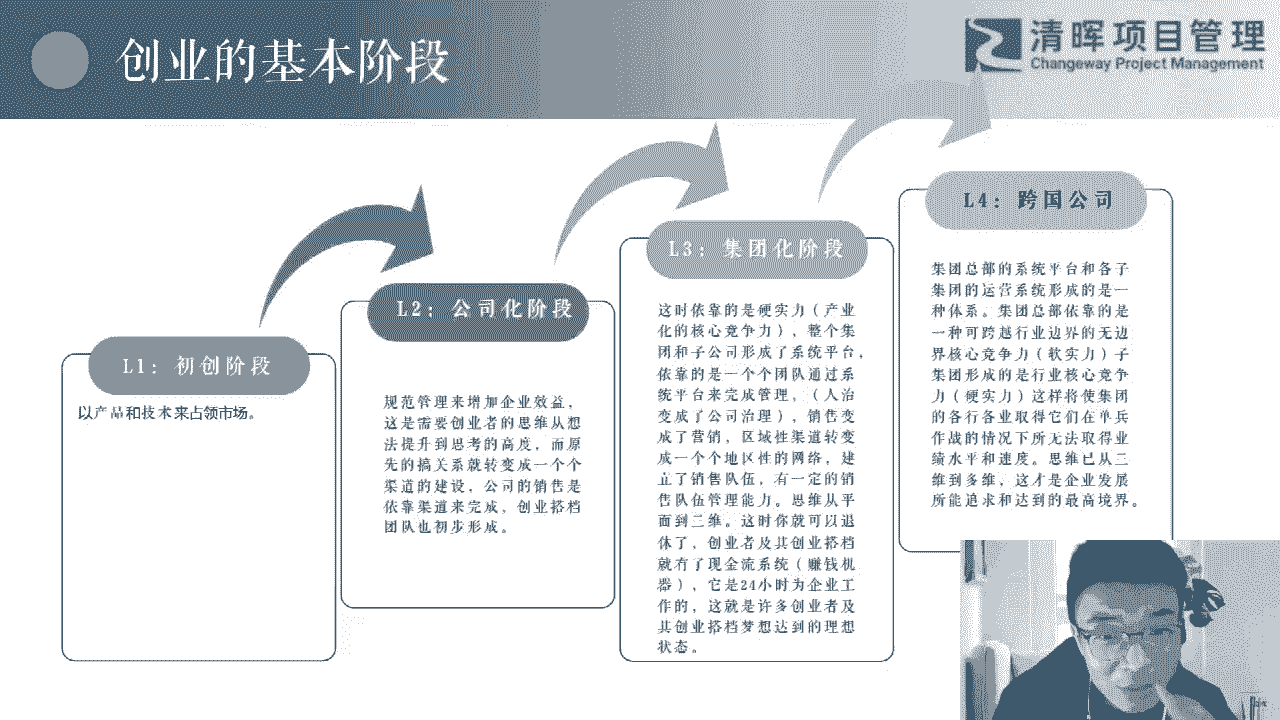 创业的基本阶段
清晖项目管理
Changeway Project Management
L1：初创阶段
以产品和技术来占领市场。
L2：公司化阶段
规范管理来增加企业效益，
这是需要创业者的思维从想
法提升到思考的高度，而原
先的搞关系就转变成一个个
渠道的建设，公司的销售是
依靠渠道来完成，创业搭档
团队也初步形成。
L3：集团化阶段
这时依靠的是硬实力（产业
化的核心竞争力），整个集
团和子公司形成了系统平台，
依靠的是一个个团队通过系
统平台来完成管理，（人治
变成了公司治理），销售变
成了营销，区域性渠道转变
成一个个地区性的网络，建
立了销售队伍，有一定的销
售队伍管理能力。思维从平
面到三维。这时你就可以退
休了，创业者及其创业搭档
就有了现金流系统（赚钱机
器），它是24小时为企业工
作的，这就是许多创业者及
其创业搭档梦想达到的理想
状态。
L4：跨国公司
集团总部的系统平台和各子
集团的运营系统形成的是一
种体系。集团总部依靠的是
一种可跨越行业边界的无边
界核心竞争力（软实力）子
集团形成的是行业核心竞争
力（硬实力）这样将使集团
的各行各业取得它们在单兵
作战的情况下所无法取得业
绩水平和速度。思维已从三
维到多维，这才是企业发展
所能追求和达到的最高境界。